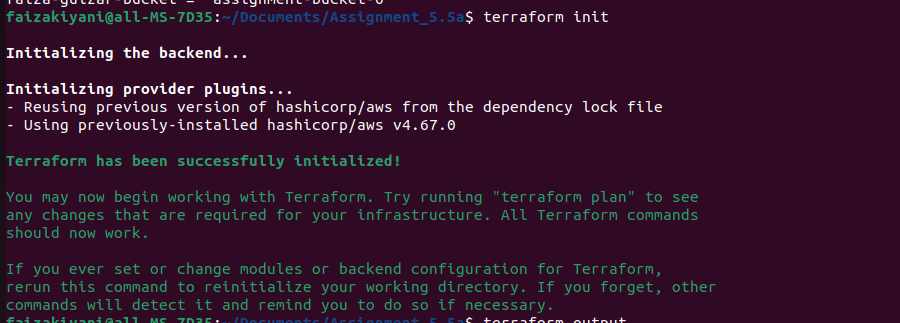 faizakiyani@all-MS-7D35:~/Documents/Assignment_5.5a$ terraform init
Initializing the backend...
Initializing provider plugins...
- Reusing previous version of hashicorp/aws from the dependency lock file
- Using previously-installed hashicorp/aws v4.67.0
Terraform has been successfully initialized!
You may now begin working with Terraform. Try running "terraform plan" to see
any changes that are required for your infrastructure. All Terraform commands
should now work.
If you ever set or change modules or backend configuration for Terraform,
rerun this command to reinitialize your working directory. If you forget, other
commands will detect it and remind you to do so if necessary.
faizakiyani@all-MS-7D35:~/Documents/Assignment_5.5a$ terraform output